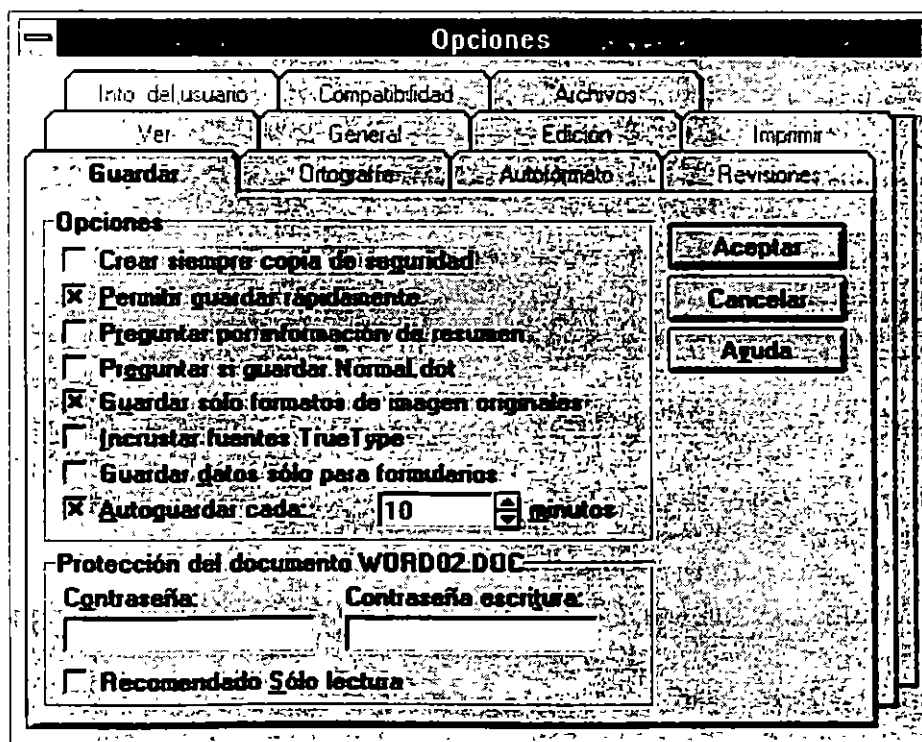 Opciones
Info. del usuario Compatibilidad Archivos
Ver General Edición Imprimir
Guardar Ortografía Autoformato Revisiones
Opciones
Crear siempre copia de seguridad
Permitir guardar rápidamente
Preguntar por información de resumen
Preguntar si guardar Normal.dot
Guardar sólo formatos de imagen originales
Incrustar fuentes TrueType
Guardar datos sólo para formularios
Autoguardar cada: 10 minutos
Aceptar
Cancelar
Ayuda
Protección del documento WORD02.DOC
Contraseña: Contraseña escritura:
Recomendado Sólo lectura